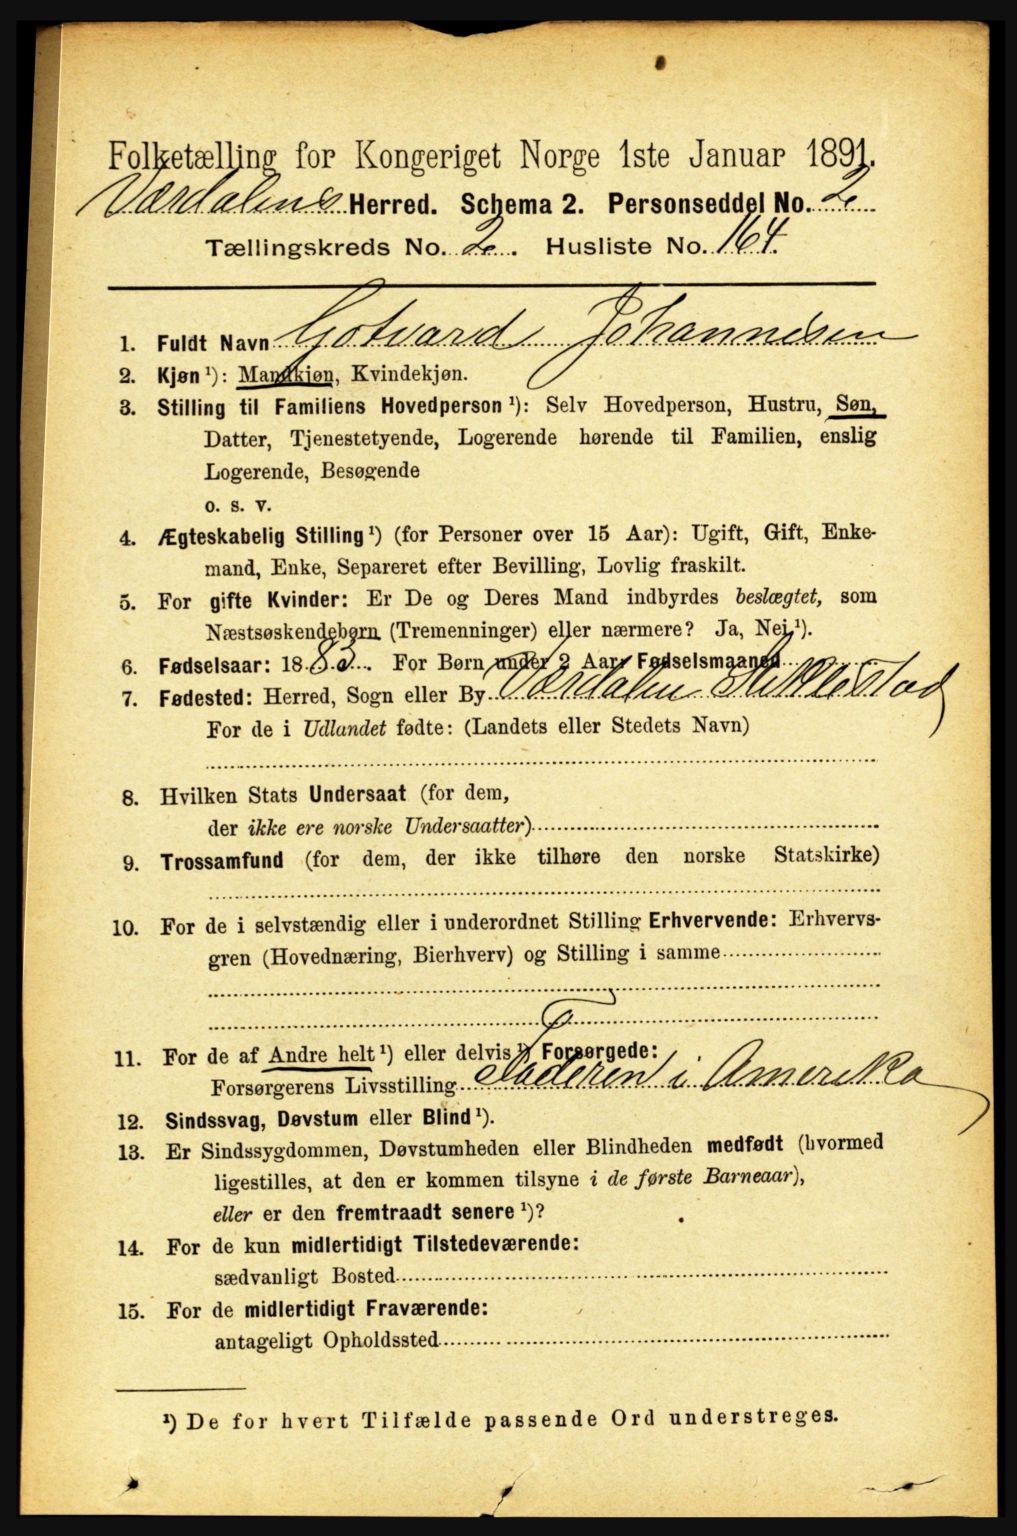 Folketælling for Kongeriget Norge 1ste Januar 1891.
Værdalens Herred. Schema 2. Personseddel No. 2
Tællingskreds No. 2. Husliste No. 164.
1. Fuldt Navn Gotvard Johannesen
2. Kjøn ¹): Mandkjøn, Kvindekjøn.
3. Stilling til Familiens Hovedperson ¹): Selv Hovedperson, Hustru, Søn,
Datter, Tjenestetyende, Logerende hørende til Familien, enslig
Logerende, Besøgende
o. s. v.
4. Ægteskabelig Stilling ¹) (for Personer over 15 Aar): Ugift, Gift, Enke-
mand, Enke, Separeret efter Bevilling, Lovlig fraskilt.
5. For gifte Kvinder: Er De og Deres Mand indbyrdes beslægtet, som
Næstsøskendebørn (Tremenninger) eller nærmere? Ja, Nei ¹).
6. Fødselsaar: 1883. For Børn under 2 Aar: Fødselsmaaned
7. Fødested: Herred, Sogn eller By Værdalen Stiklestad
For de i Udlandet fødte: (Landets eller Stedets Navn)
8. Hvilken Stats Undersaat (for dem,
der ikke ere norske Undersaatter)
9. Trossamfund (for dem, der ikke tilhøre den norske Statskirke)
10. For de i selvstændig eller i underordnet Stilling Erhvervende: Erhvervs-
gren (Hovednæring, Bierhverv) og Stilling i samme
11. For de af Andre helt ¹) eller delvis ¹) Forsørgede:
Forsørgerens Livsstilling Faderen i Amerika
12. Sindssvag, Døvstum eller Blind ¹).
13. Er Sindssygdommen, Døvstumheden eller Blindheden medfødt (hvormed
ligestilles, at den er kommen tilsyne i de første Barneaar),
eller er den fremtraadt senere ¹)?
14. For de kun midlertidigt Tilstedeværende:
sædvanligt Bosted
15. For de midlertidigt Fraværende:
antageligt Opholdssted
¹) De for hvert Tilfælde passende Ord understreges.